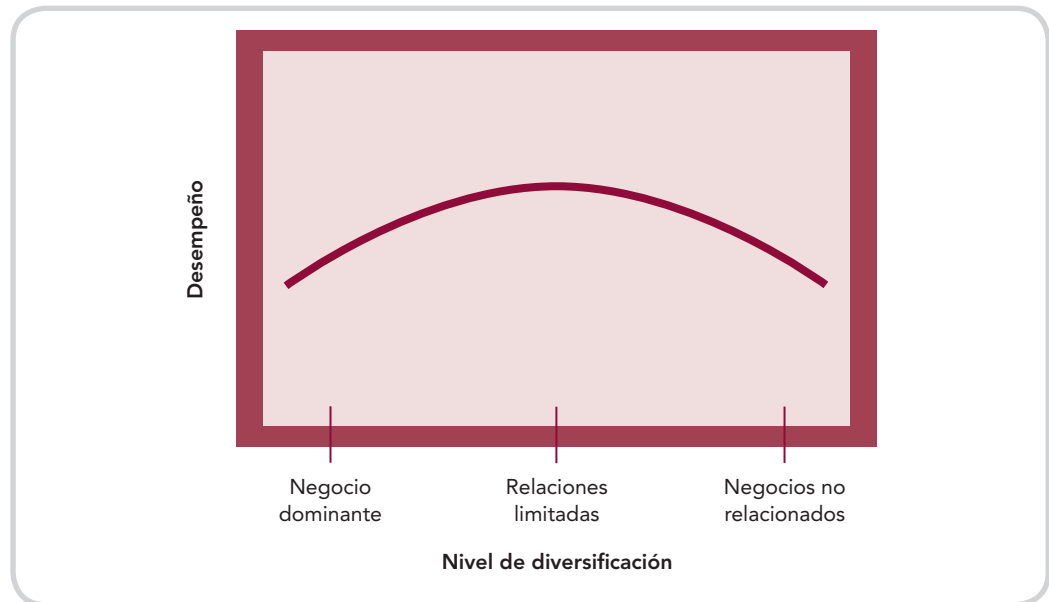 Desempeño
Negocio
dominante
Relaciones
limitadas
Negocios no
relacionados
Nivel de diversificación